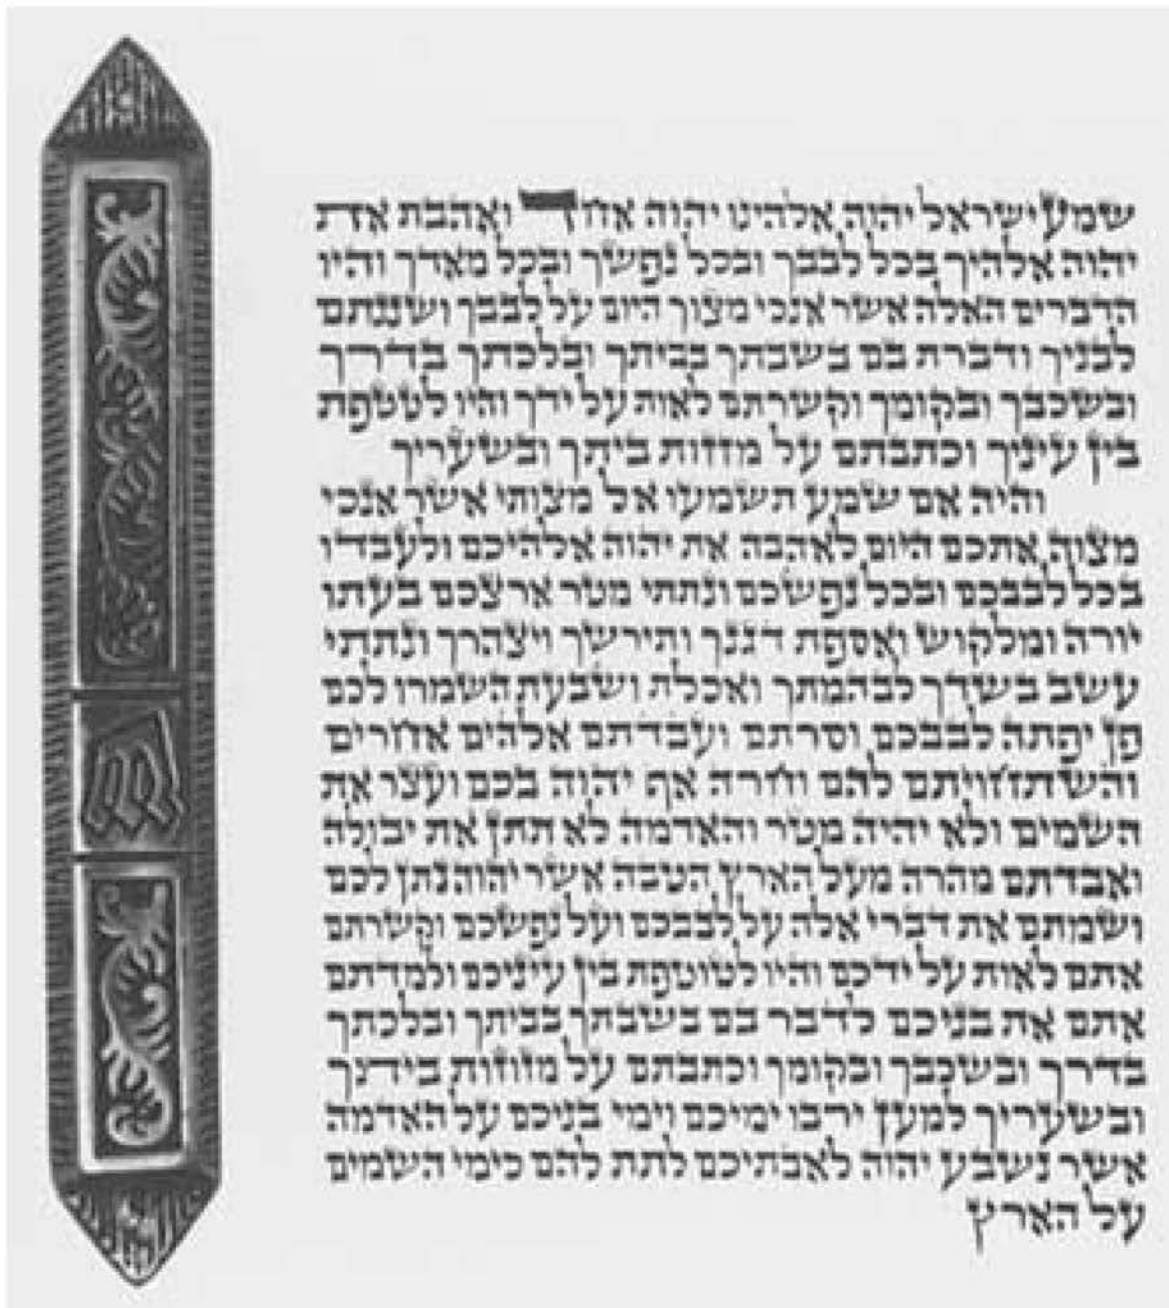 שמע ישראל יהוה אלהינו יהוה אחד ואהבת את
יהוה אלהיך בכל לבבך ובכל נפשך ובכל מאדך והיו
הדברים האלה אשר אנכי מצוך היום על לבבך ושננתם
לבניך ודברת בם בשבתך בביתך ובלכתך בדרך
ובשכבך ובקומך וקשרתם לאות על ידך והיו לטטפת
בין עיניך וכתבתם על מזזות ביתך ובשעריך
והיה אם שמע תשמעו אל מצותי אשר אנכי
מצוה אתכם היום לאהבה את יהוה אלהיכם ולעבדו
בכל לבבכם ובכל נפשכם ונתתי מטר ארצכם בעתו
יורה ומלקוש ואספת דגנך ותירשך ויצהרך ונתתי
עשב בשדך לבהמתך ואכלת ושבעת השמרו לכם
פן יפתה לבבכם וסרתם ועבדתם אלהים אחרים
והשתחויתם להם וחרה אף יהוה בכם ועצר את
השמים ולא יהיה מטר והאדמה לא תתן את יבולה
ואבדתם מהרה מעל הארץ הטבה אשר יהוה נתן לכם
ושמתם את דברי אלה על לבבכם ועל נפשכם וקשרתם
אתם לאות על ידכם והיו לטוטפת בין עיניכם ולמדתם
אתם את בניכם לדבר בם בשבתך בביתך ובלכתך
בדרך ובשכבך ובקומך וכתבתם על מזוזות ביתך
ובשעריך למען ירבו ימיכם וימי בניכם על האדמה
אשר נשבע יהוה לאבתיכם לתת להם כימי השמים
על הארץ
ש